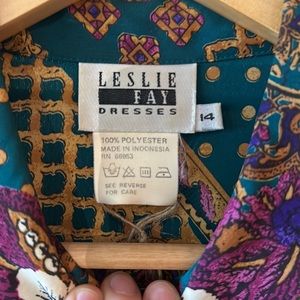 LESLIE
FAY
DRESSES
14
100% POLYESTER
MADE IN INDONESIA
RN 66953
SEE REVERSE
FOR CARE